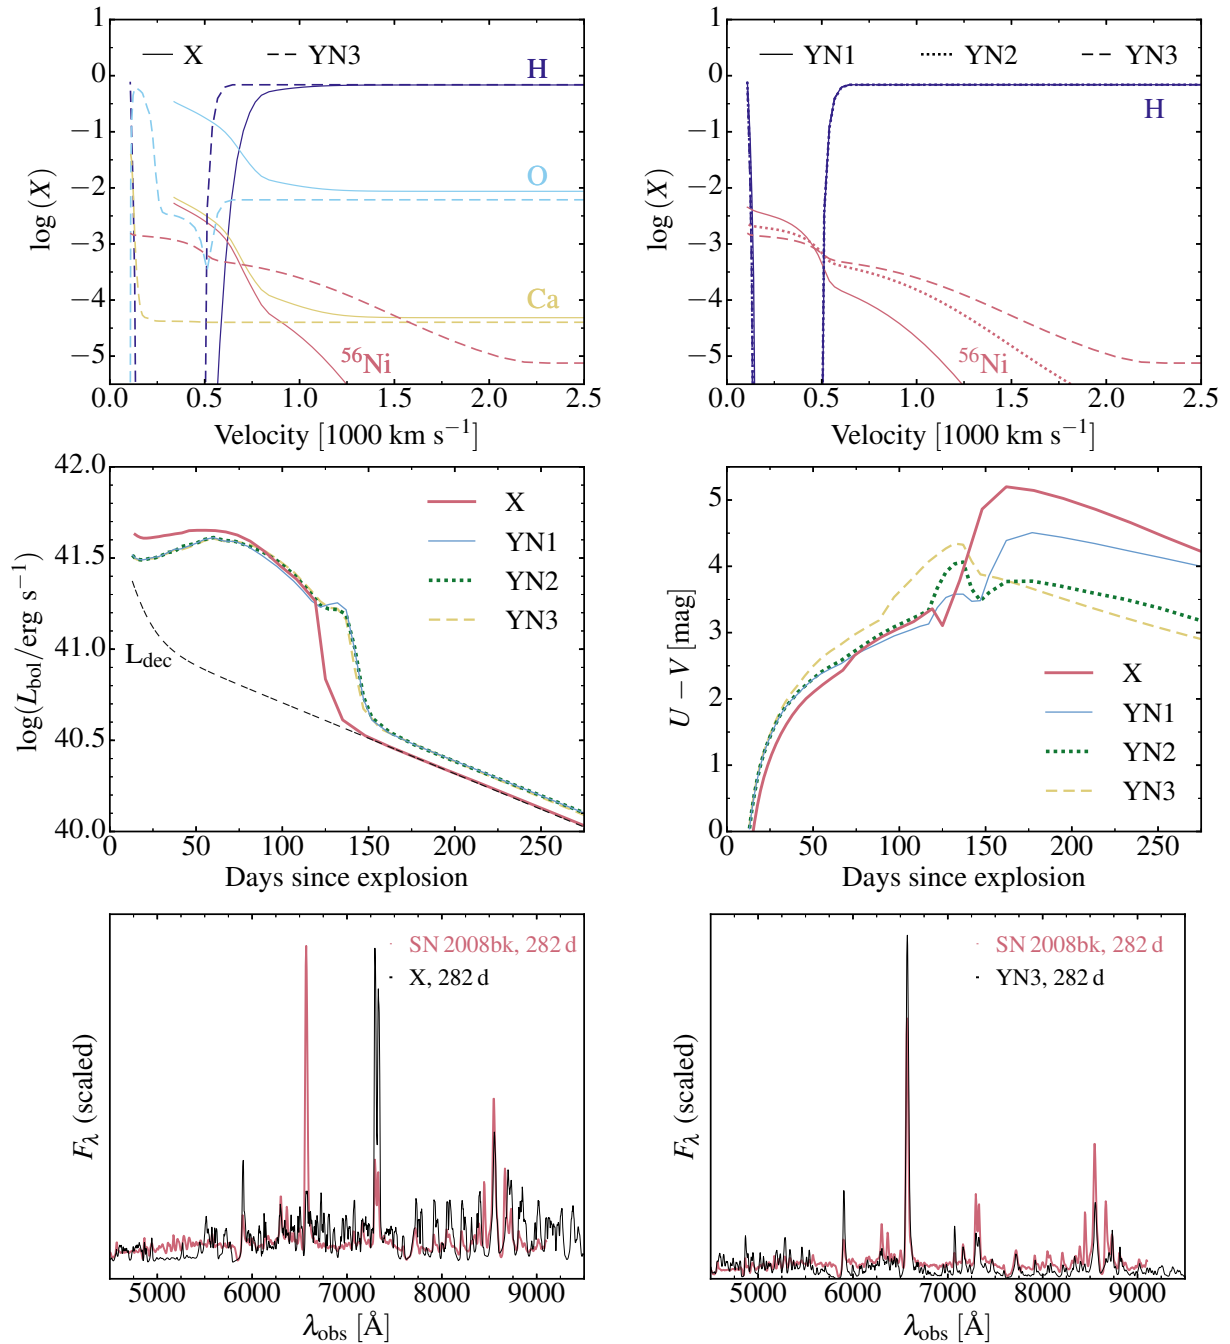 X YN3
H
O
Ca
⁵⁶Ni
log (X)
1
0
−1
−2
−3
−4
−5
0.0 0.5 1.0 1.5 2.0 2.5
Velocity [1000 km s⁻¹]
YN1 YN2 YN3
H
⁵⁶Ni
log (X)
1
0
−1
−2
−3
−4
−5
0.0 0.5 1.0 1.5 2.0 2.5
Velocity [1000 km s⁻¹]
X
YN1
YN2
YN3
L_dec
log(L_bol/erg s⁻¹)
42.0
41.5
41.0
40.5
40.0
0 50 100 150 200 250
Days since explosion
X
YN1
YN2
YN3
U − V [mag]
5
4
3
2
1
0
0 50 100 150 200 250
Days since explosion
SN 2008bk, 282 d
X, 282 d
F_λ (scaled)
5000 6000 7000 8000 9000
λ_obs [Å]
SN 2008bk, 282 d
YN3, 282 d
F_λ (scaled)
5000 6000 7000 8000 9000
λ_obs [Å]